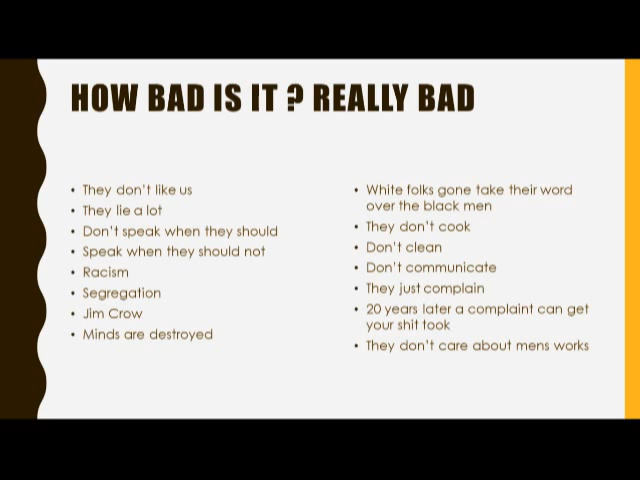 HOW BAD IS IT ? REALLY BAD
• They don't like us
• They lie a lot
• Don't speak when they should
• Speak when they should not
• Racism
• Segregation
• Jim Crow
• Minds are destroyed
• White folks gone take their word
over the black men
• They don't cook
• Don't clean
• Don't communicate
• They just complain
• 20 years later a complaint can get
your shit took
• They don't care about mens works